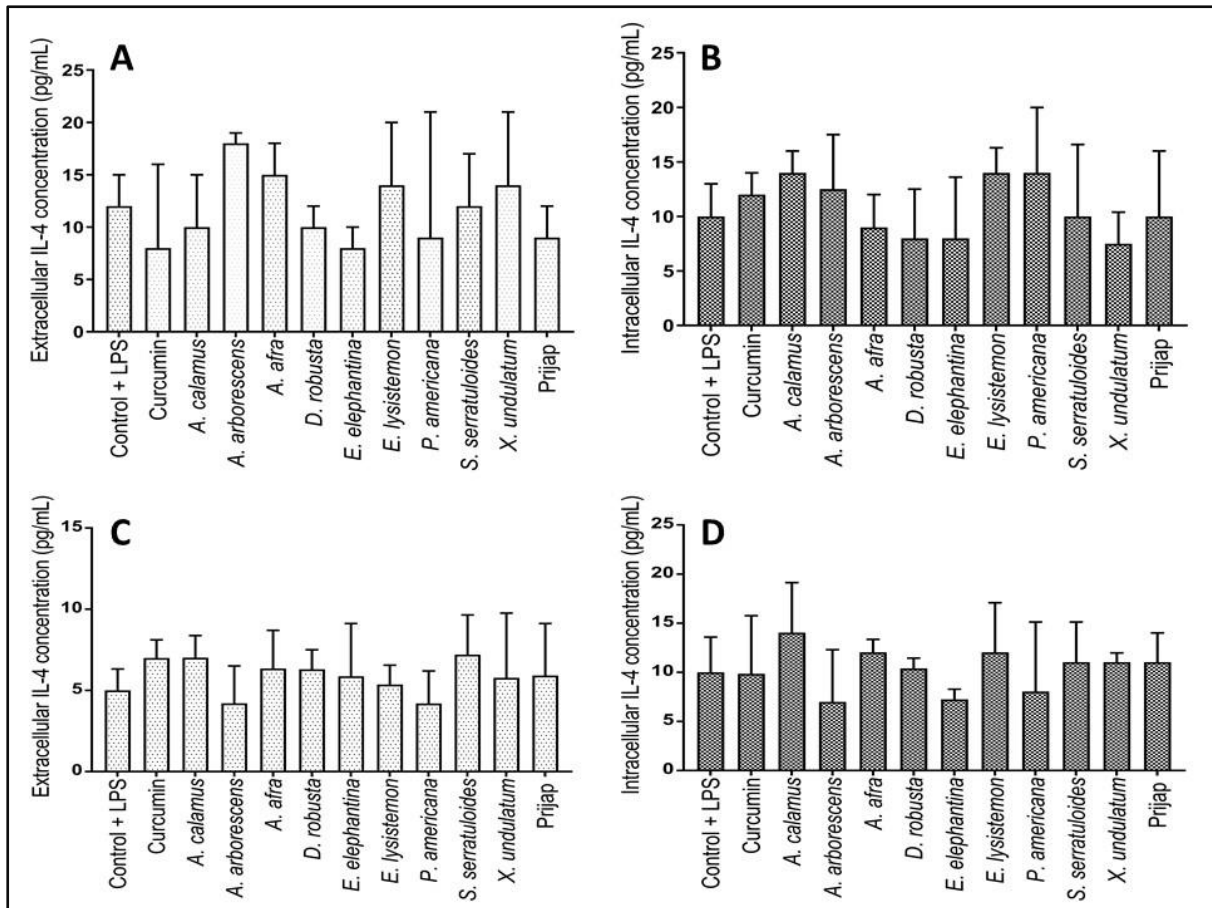 A
Extracellular IL-4 concentration (pg/mL)
25
20
15
10
5
0
Control + LPS
Curcumin
A. calamus
A. arborescens
A. afra
D. robusta
E. elephantina
E. lysistemon
P. americana
S. serratuloides
X. undulatum
Prijap
B
Intracellular IL-4 concentration (pg/mL)
25
20
15
10
5
0
Control + LPS
Curcumin
A. calamus
A. arborescens
A. afra
D. robusta
E. elephantina
E. lysistemon
P. americana
S. serratuloides
X. undulatum
Prijap
C
Extracellular IL-4 concentration (pg/mL)
15
10
5
0
Control + LPS
Curcumin
A. calamus
A. arborescens
A. afra
D. robusta
E. elephantina
E. lysistemon
P. americana
S. serratuloides
X. undulatum
Prijap
D
Intracellular IL-4 concentration (pg/mL)
25
20
15
10
5
0
Control + LPS
Curcumin
A. calamus
A. arborescens
A. afra
D. robusta
E. elephantina
E. lysistemon
P. americana
S. serratuloides
X. undulatum
Prijap